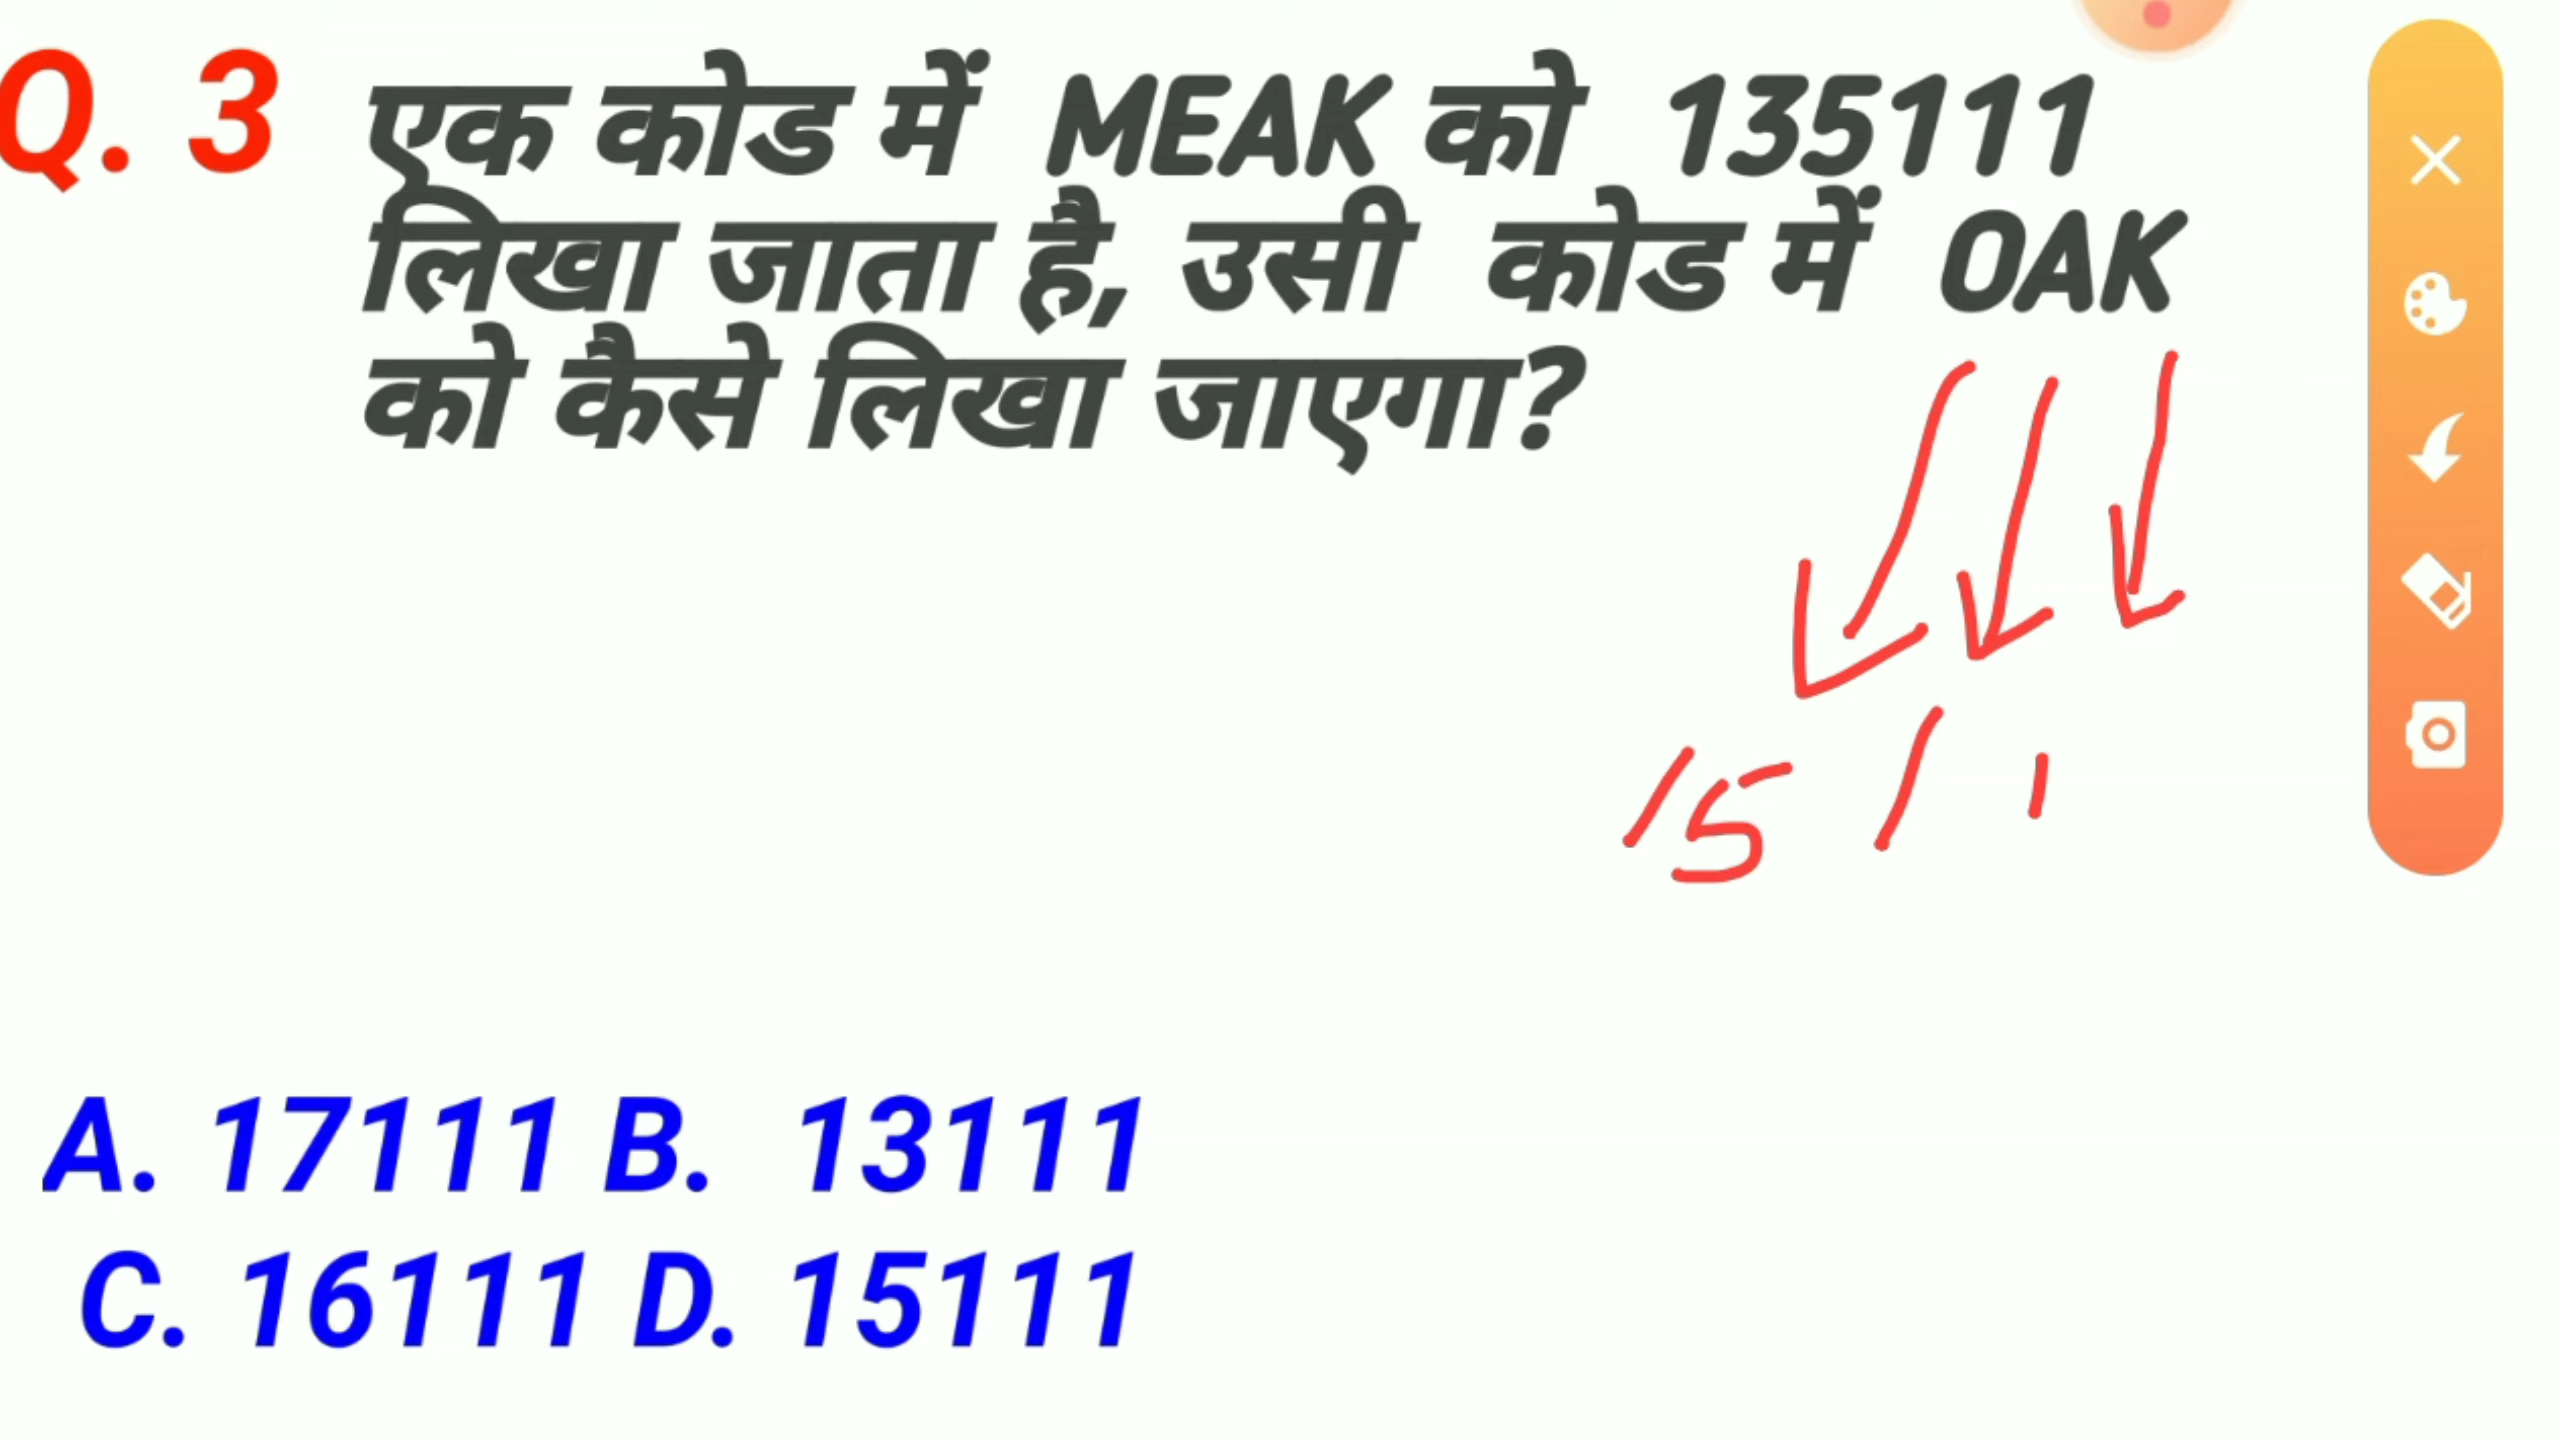 Q. 3 एक कोड में MEAK को 135111
लिखा जाता है, उसी कोड में OAK
को कैसे लिखा जाएगा?
15 1 1
A. 17111 B. 13111
C. 16111 D. 15111